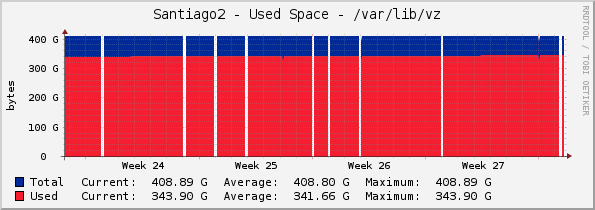 Santiago2 - Used Space - /var/lib/vz
RRDTOOL / TOBI OETIKER
bytes
400 G
300 G
200 G
100 G
0
Week 24 Week 25 Week 26 Week 27
Total Current: 408.89 G Average: 408.80 G Maximum: 408.89 G
Used Current: 343.90 G Average: 341.66 G Maximum: 343.90 G